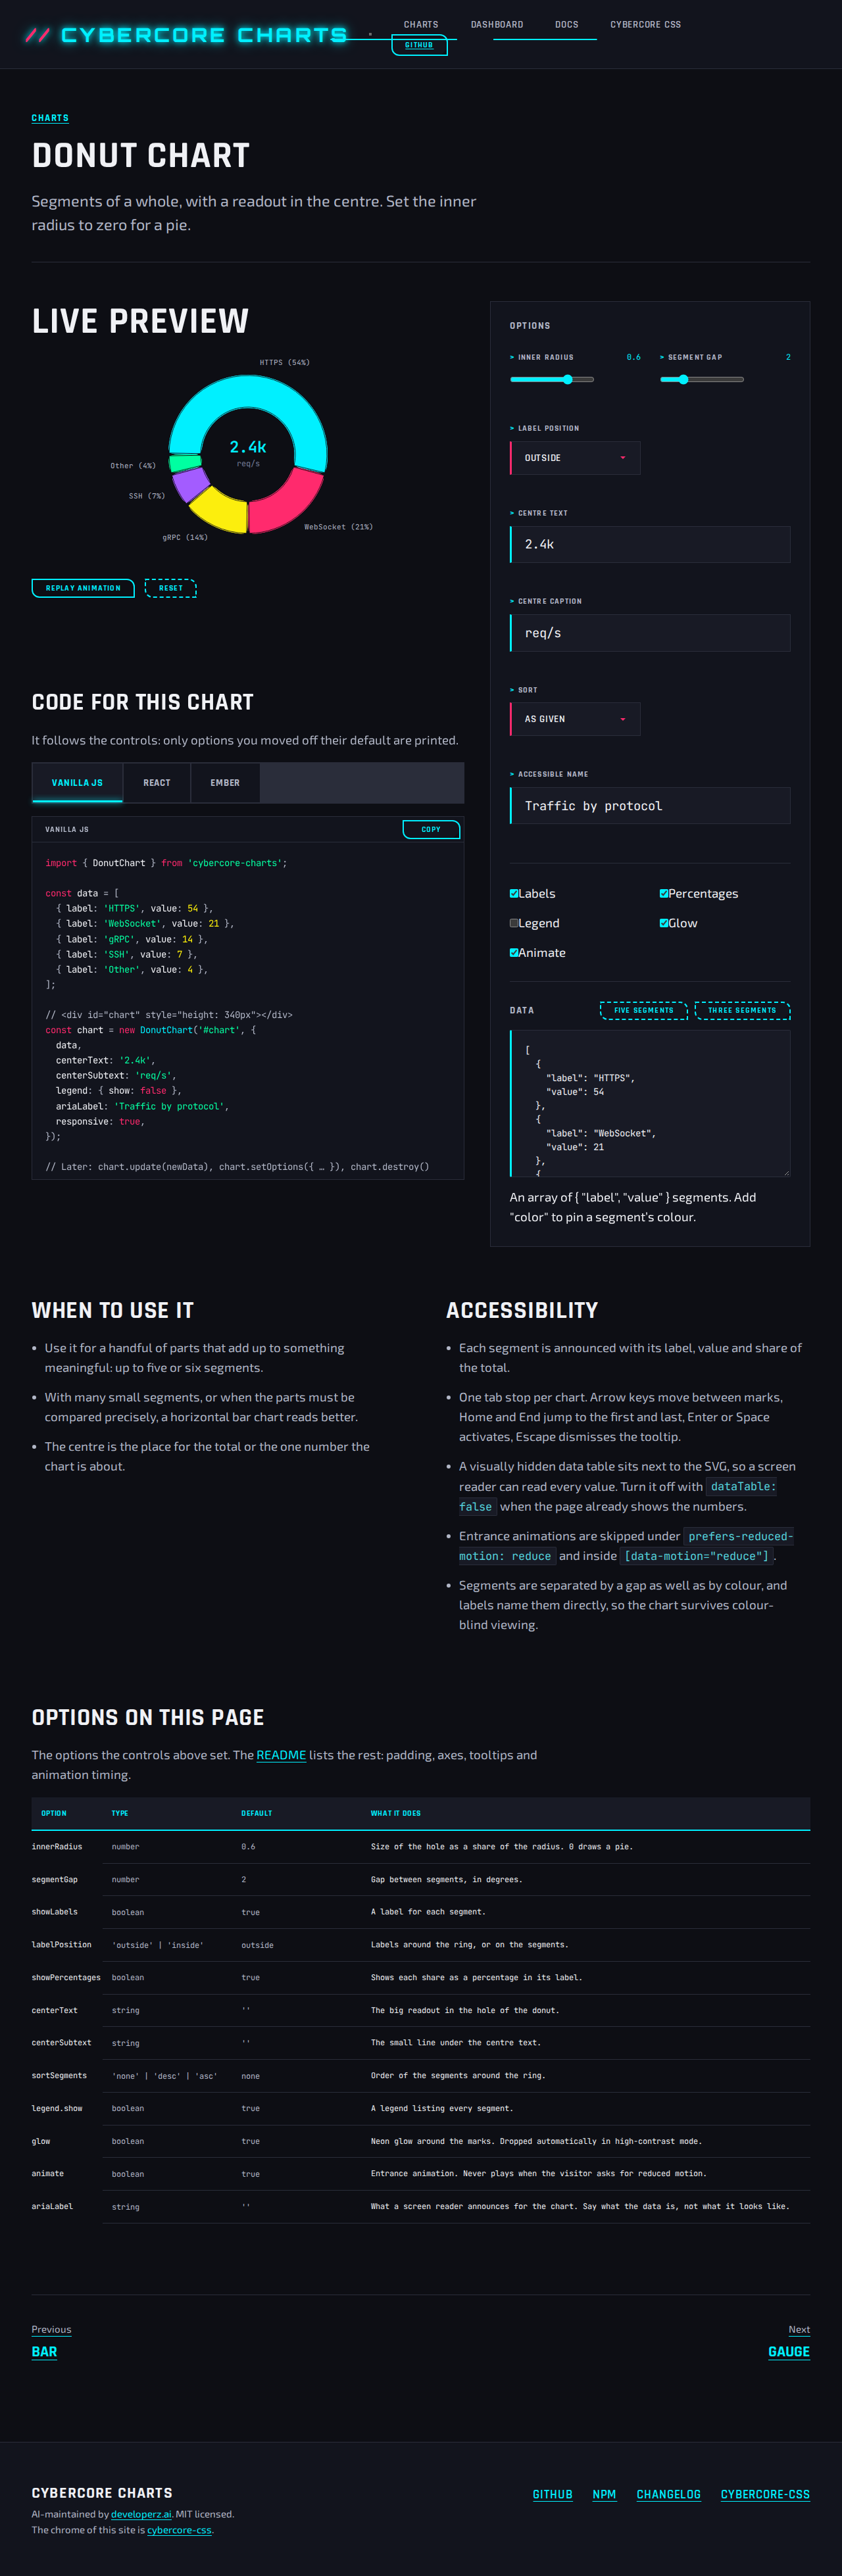 // CYBERCORE CHARTS
CHARTS
DASHBOARD
DOCS
CYBERCORE CSS
GITHUB
CHARTS
DONUT CHART
Segments of a whole, with a readout in the centre. Set the inner
radius to zero for a pie.
LIVE PREVIEW
HTTPS (54%)
2.4k
req/s
Other (4%)
SSH (7%)
WebSocket (21%)
gRPC (14%)
REPLAY ANIMATION
RESET
CODE FOR THIS CHART
It follows the controls: only options you moved off their default are printed.
VANILLA JS
REACT
EMBER
VANILLA JS
COPY
import { DonutChart } from 'cybercore-charts';
const data = [
{ label: 'HTTPS', value: 54 },
{ label: 'WebSocket', value: 21 },
{ label: 'gRPC', value: 14 },
{ label: 'SSH', value: 7 },
{ label: 'Other', value: 4 },
];
// <div id="chart" style="height: 340px"></div>
const chart = new DonutChart('#chart', {
data,
centerText: '2.4k',
centerSubtext: 'req/s',
legend: { show: false },
ariaLabel: 'Traffic by protocol',
responsive: true,
});
// Later: chart.update(newData), chart.setOptions({ … }), chart.destroy()
OPTIONS
> INNER RADIUS 0.6
> SEGMENT GAP 2
> LABEL POSITION
OUTSIDE
> CENTRE TEXT
2.4k
> CENTRE CAPTION
req/s
> SORT
AS GIVEN
> ACCESSIBLE NAME
Traffic by protocol
Labels
Percentages
Legend
Glow
Animate
DATA
FIVE SEGMENTS
THREE SEGMENTS
[
{
"label": "HTTPS",
"value": 54
},
{
"label": "WebSocket",
"value": 21
},
{
An array of { "label", "value" } segments. Add
"color" to pin a segment's colour.
WHEN TO USE IT
• Use it for a handful of parts that add up to something
meaningful: up to five or six segments.
• With many small segments, or when the parts must be
compared precisely, a horizontal bar chart reads better.
• The centre is the place for the total or the one number the
chart is about.
ACCESSIBILITY
• Each segment is announced with its label, value and share of
the total.
• One tab stop per chart. Arrow keys move between marks,
Home and End jump to the first and last, Enter or Space
activates, Escape dismisses the tooltip.
• A visually hidden data table sits next to the SVG, so a screen
reader can read every value. Turn it off with dataTable:
false when the page already shows the numbers.
• Entrance animations are skipped under prefers-reduced-
motion: reduce and inside [data-motion="reduce"].
• Segments are separated by a gap as well as by colour, and
labels name them directly, so the chart survives colour-
blind viewing.
OPTIONS ON THIS PAGE
The options the controls above set. The README lists the rest: padding, axes, tooltips and
animation timing.
OPTION TYPE DEFAULT WHAT IT DOES
innerRadius number 0.6 Size of the hole as a share of the radius. 0 draws a pie.
segmentGap number 2 Gap between segments, in degrees.
showLabels boolean true A label for each segment.
labelPosition 'outside' | 'inside' outside Labels around the ring, or on the segments.
showPercentages boolean true Shows each share as a percentage in its label.
centerText string '' The big readout in the hole of the donut.
centerSubtext string '' The small line under the centre text.
sortSegments 'none' | 'desc' | 'asc' none Order of the segments around the ring.
legend.show boolean true A legend listing every segment.
glow boolean true Neon glow around the marks. Dropped automatically in high-contrast mode.
animate boolean true Entrance animation. Never plays when the visitor asks for reduced motion.
ariaLabel string '' What a screen reader announces for the chart. Say what the data is, not what it looks like.
Previous
BAR
Next
GAUGE
CYBERCORE CHARTS
AI-maintained by developerz.ai. MIT licensed.
The chrome of this site is cybercore-css.
GITHUB
NPM
CHANGELOG
CYBERCORE-CSS